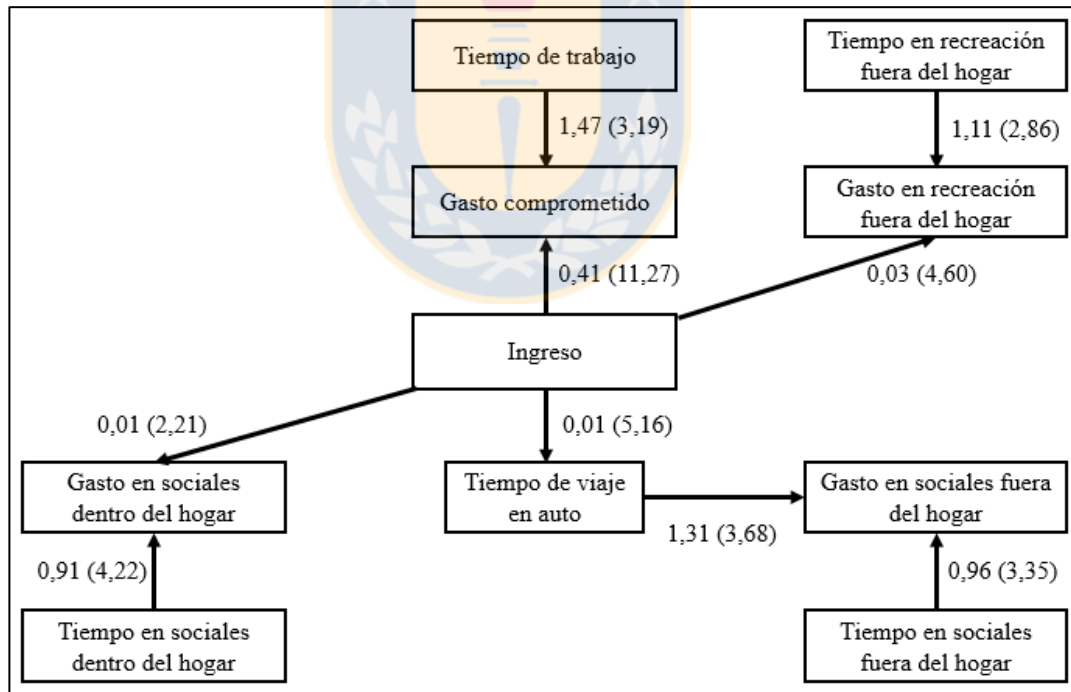 Tiempo de trabajo
Tiempo en recreación
fuera del hogar
1,47 (3,19)
1,11 (2,86)
Gasto comprometido
Gasto en recreación
fuera del hogar
0,41 (11,27)
0,03 (4,60)
Ingreso
0,01 (2,21)
0,01 (5,16)
Gasto en sociales
dentro del hogar
Tiempo de viaje
en auto
Gasto en sociales fuera
del hogar
1,31 (3,68)
0,91 (4,22)
0,96 (3,35)
Tiempo en sociales
dentro del hogar
Tiempo en sociales
fuera del hogar